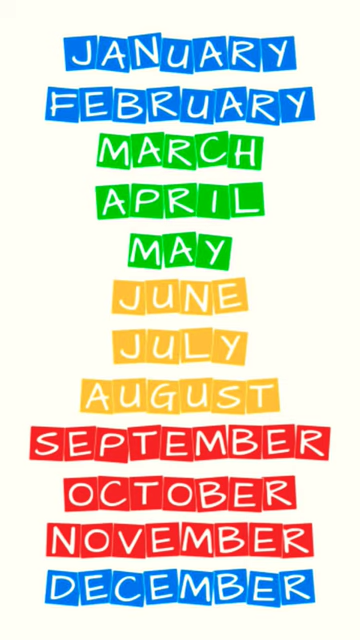 JANUARY
FEBRUARY
MARCH
APRIL
MAY
JUNE
JULY
AUGUST
SEPTEMBER
OCTOBER
NOVEMBER
DECEMBER